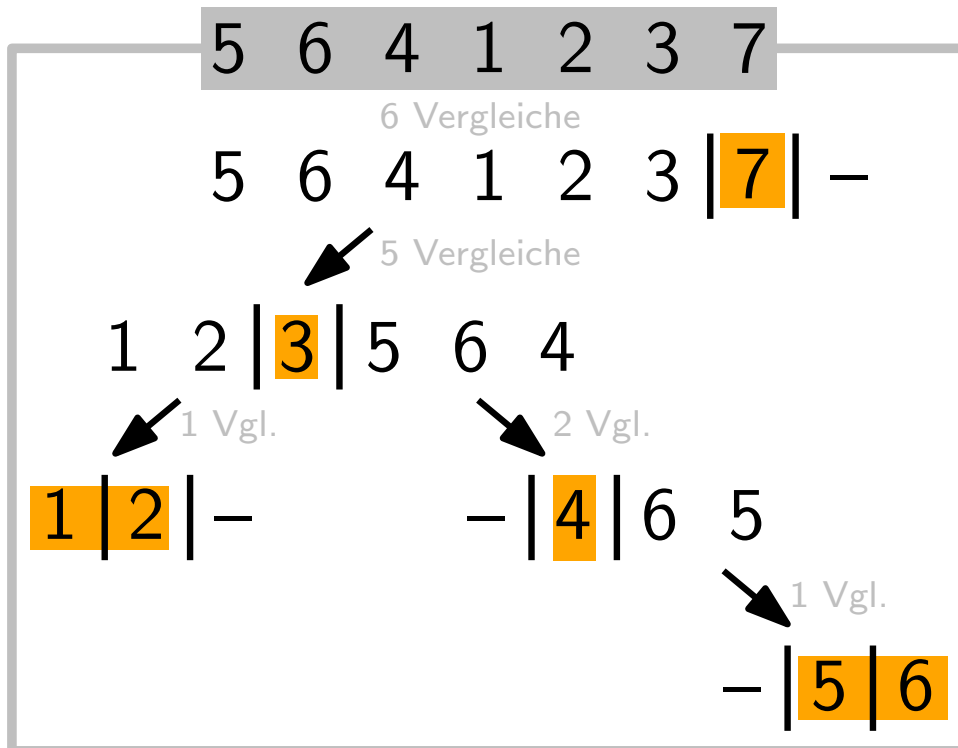 5 6 4 1 2 3 7
6 Vergleiche
5 6 4 1 2 3 | 7 | –
5 Vergleiche
1 2 | 3 | 5 6 4
1 Vgl. 2 Vgl.
1 | 2 | – – | 4 | 6 5
1 Vgl.
– | 5 | 6